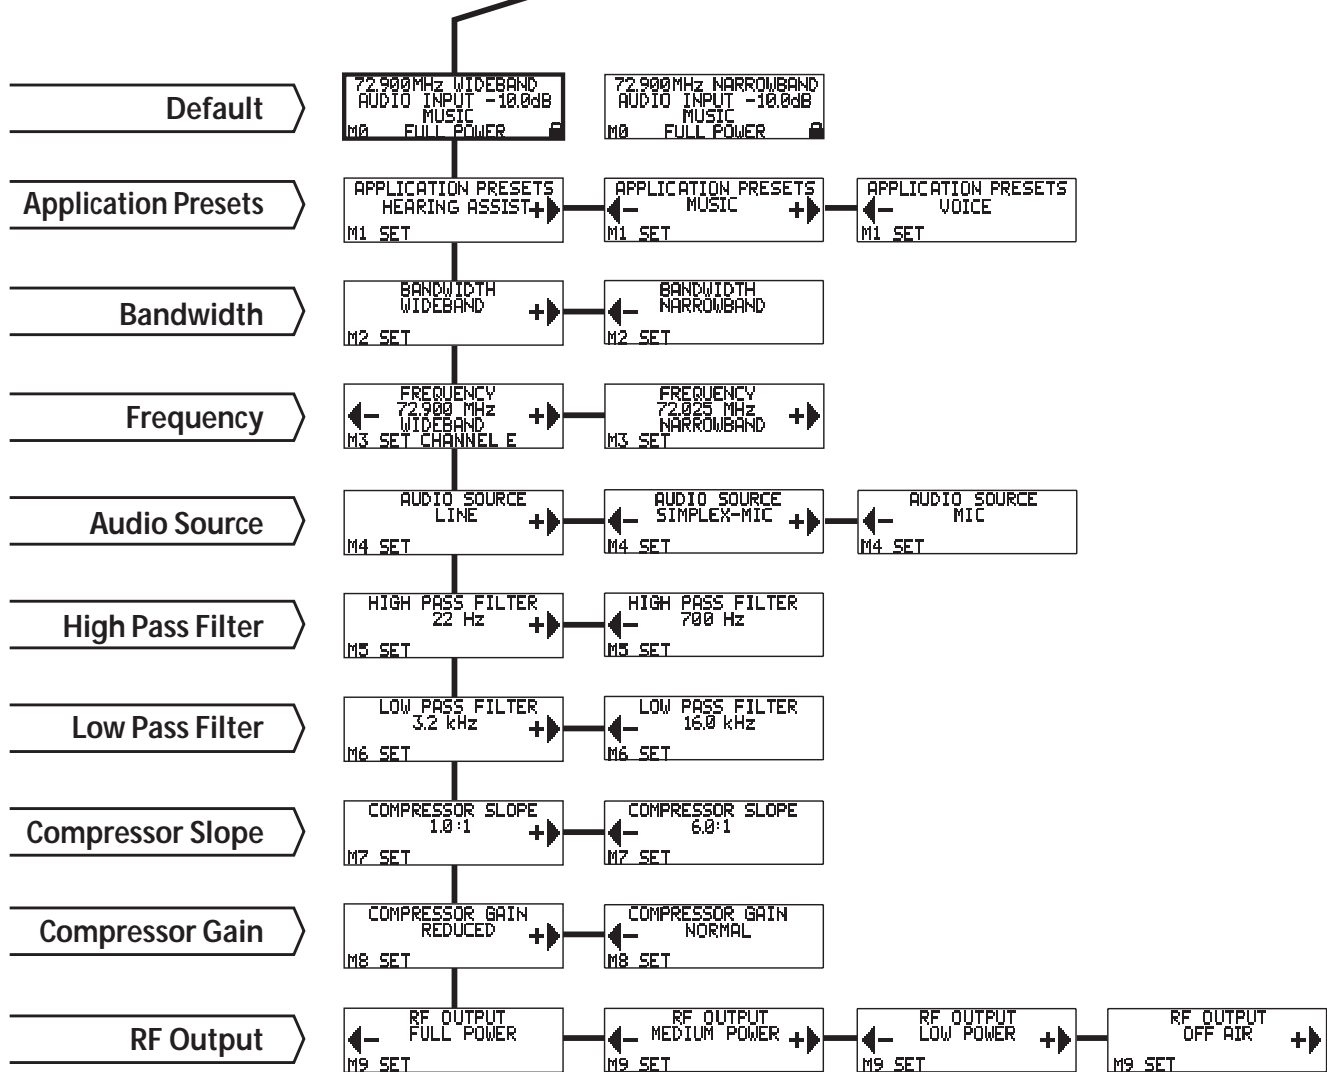 Default
72.900MHz WIDEBAND
AUDIO INPUT -10.0dB
MUSIC
M0 FULL POWER
72.900MHz NARROWBAND
AUDIO INPUT -10.0dB
MUSIC
M0 FULL POWER
Application Presets
APPLICATION PRESETS
HEARING ASSIST+
M1 SET
APPLICATION PRESETS
- MUSIC +
M1 SET
APPLICATION PRESETS
- VOICE
M1 SET
Bandwidth
BANDWIDTH
WIDEBAND +
M2 SET
BANDWIDTH
- NARROWBAND
M2 SET
Frequency
FREQUENCY
- 72.900 MHz +
WIDEBAND
M3 SET CHANNEL E
FREQUENCY
72.025 MHz +
NARROWBAND
M3 SET
Audio Source
AUDIO SOURCE
LINE +
M4 SET
AUDIO SOURCE
- SIMPLEX-MIC +
M4 SET
AUDIO SOURCE
- MIC
M4 SET
High Pass Filter
HIGH PASS FILTER
22 Hz +
M5 SET
HIGH PASS FILTER
- 700 Hz
M5 SET
Low Pass Filter
LOW PASS FILTER
3.2 kHz +
M6 SET
LOW PASS FILTER
- 16.0 kHz
M6 SET
Compressor Slope
COMPRESSOR SLOPE
1.0:1 +
M7 SET
COMPRESSOR SLOPE
- 6.0:1
M7 SET
Compressor Gain
COMPRESSOR GAIN
REDUCED +
M8 SET
COMPRESSOR GAIN
- NORMAL
M8 SET
RF Output
RF OUTPUT
- FULL POWER
M9 SET
RF OUTPUT
- MEDIUM POWER +
M9 SET
RF OUTPUT
- LOW POWER +
M9 SET
RF OUTPUT
OFF AIR +
M9 SET